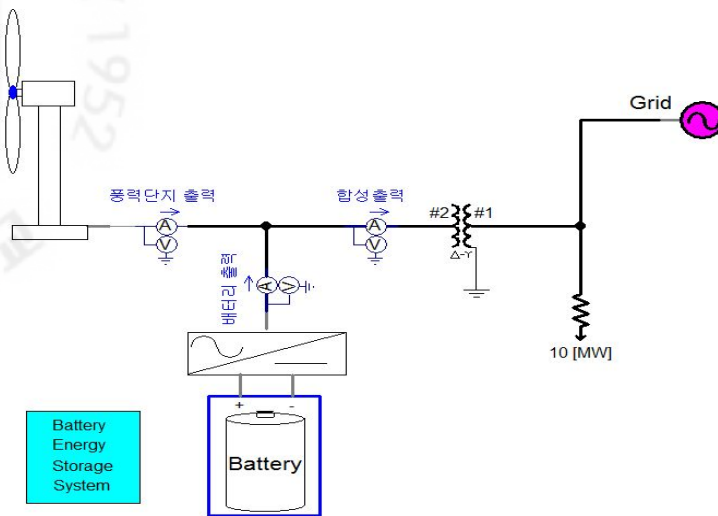 1952
Grid
풍력단지 출력
합성출력
#2
#1
A
V
A
V
Δ-Y
배터리 출력
A
V
10 [MW]
+
-
Battery
Battery
Energy
Storage
System